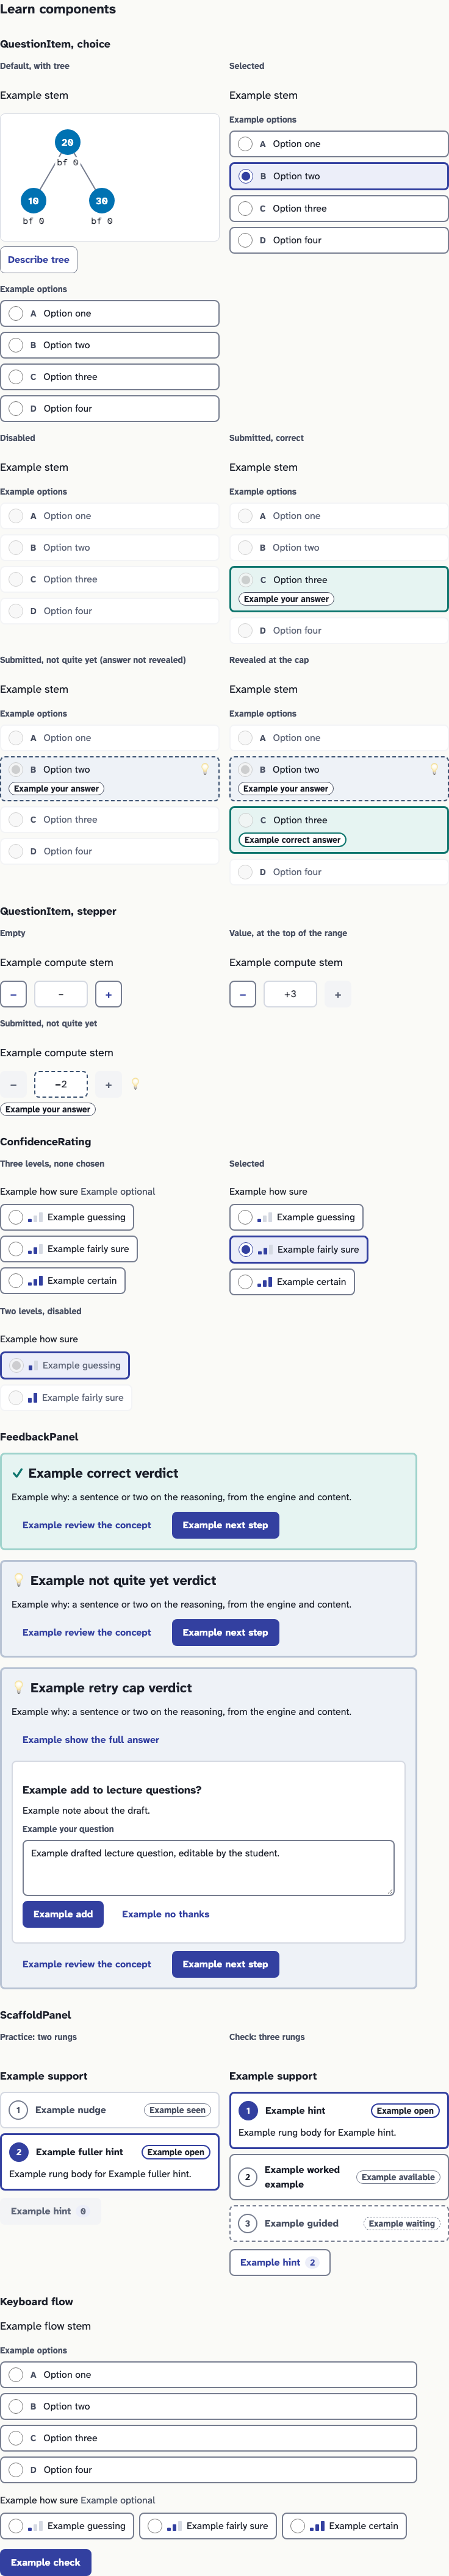 Learn components
QuestionItem, choice
Default, with tree
Example stem
20
bf 0
10
30
bf 0
bf 0
Describe tree
Example options
A Option one
B Option two
C Option three
D Option four
Selected
Example stem
Example options
A Option one
B Option two
C Option three
D Option four
Disabled
Example stem
Example options
A Option one
B Option two
C Option three
D Option four
Submitted, correct
Example stem
Example options
A Option one
B Option two
C Option three
Example your answer
D Option four
Submitted, not quite yet (answer not revealed)
Example stem
Example options
A Option one
B Option two
Example your answer
C Option three
D Option four
Revealed at the cap
Example stem
Example options
A Option one
B Option two
Example your answer
C Option three
Example correct answer
D Option four
QuestionItem, stepper
Empty
Example compute stem
− – +
Value, at the top of the range
Example compute stem
− +3 +
Submitted, not quite yet
Example compute stem
− −2 +
Example your answer
ConfidenceRating
Three levels, none chosen
Example how sure Example optional
Example guessing
Example fairly sure
Example certain
Selected
Example how sure
Example guessing
Example fairly sure
Example certain
Two levels, disabled
Example how sure
Example guessing
Example fairly sure
FeedbackPanel
Example correct verdict
Example why: a sentence or two on the reasoning, from the engine and content.
Example review the concept Example next step
Example not quite yet verdict
Example why: a sentence or two on the reasoning, from the engine and content.
Example review the concept Example next step
Example retry cap verdict
Example why: a sentence or two on the reasoning, from the engine and content.
Example show the full answer
Example add to lecture questions?
Example note about the draft.
Example your question
Example drafted lecture question, editable by the student.
Example add Example no thanks
Example review the concept Example next step
ScaffoldPanel
Practice: two rungs
Example support
1 Example nudge Example seen
2 Example fuller hint Example open
Example rung body for Example fuller hint.
Example hint 0
Check: three rungs
Example support
1 Example hint Example open
Example rung body for Example hint.
2 Example worked example Example available
3 Example guided Example waiting
Example hint 2
Keyboard flow
Example flow stem
Example options
A Option one
B Option two
C Option three
D Option four
Example how sure Example optional
Example guessing Example fairly sure Example certain
Example check